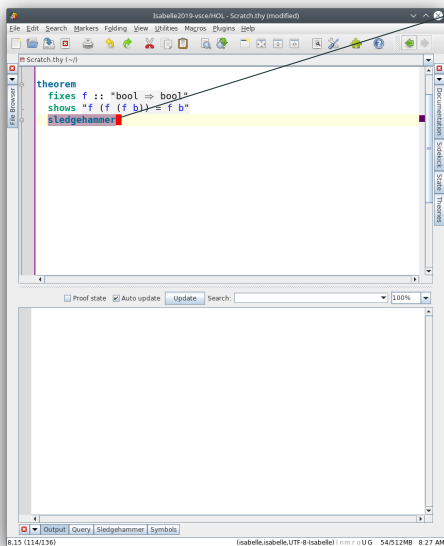 Isabelle2019-vsce/HOL - Scratch.thy (modified)
File Edit Search Markers Folding View Utilities Macros Plugins Help
Scratch.thy (~/)
File Browser
theorem
fixes f :: "bool ⇒ bool"
shows "f (f (f b)) = f b"
sledgehammer
Documentation
Sidekick
State
Theories
Proof state Auto update Update Search: 100%
Output Query Sledgehammer Symbols
8,15 (114/136) (isabelle,isabelle,UTF-8-Isabelle) | n m r o U G 54/512MB 8:27 AM